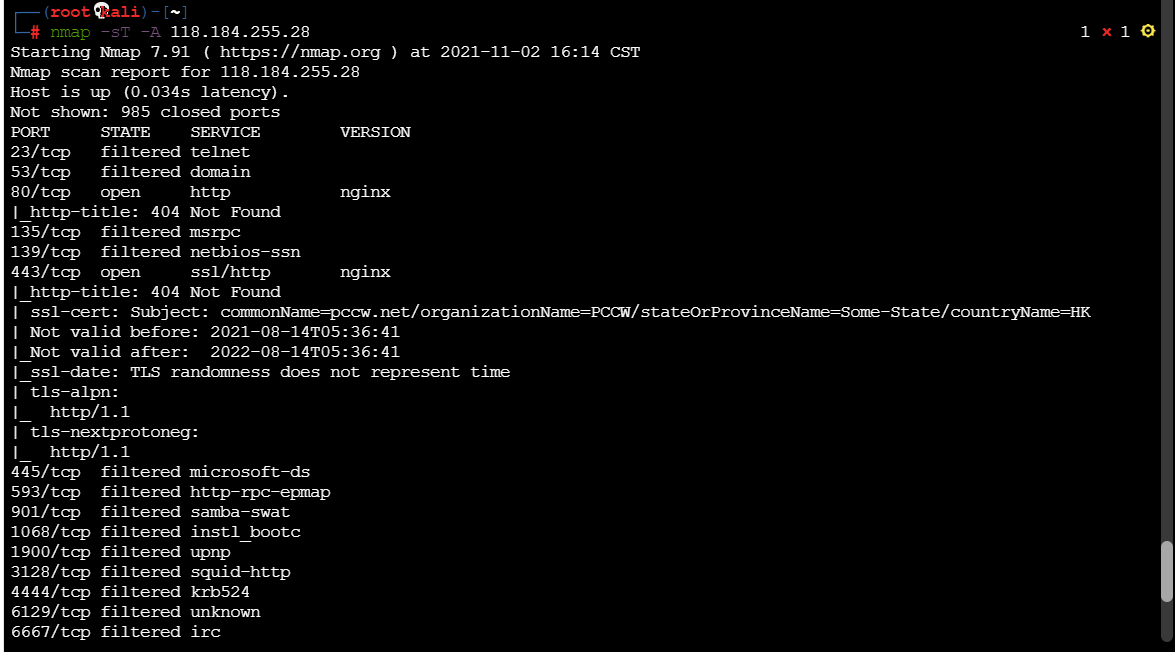 (root kali)-[~]
# nmap -sT -A 118.184.255.28 1 × 1
Starting Nmap 7.91 ( https://nmap.org ) at 2021-11-02 16:14 CST
Nmap scan report for 118.184.255.28
Host is up (0.034s latency).
Not shown: 985 closed ports
PORT STATE SERVICE VERSION
23/tcp filtered telnet
53/tcp filtered domain
80/tcp open http nginx
|_http-title: 404 Not Found
135/tcp filtered msrpc
139/tcp filtered netbios-ssn
443/tcp open ssl/http nginx
|_http-title: 404 Not Found
| ssl-cert: Subject: commonName=pccw.net/organizationName=PCCW/stateOrProvinceName=Some-State/countryName=HK
| Not valid before: 2021-08-14T05:36:41
|_Not valid after: 2022-08-14T05:36:41
|_ssl-date: TLS randomness does not represent time
| tls-alpn:
|_ http/1.1
| tls-nextprotoneg:
|_ http/1.1
445/tcp filtered microsoft-ds
593/tcp filtered http-rpc-epmap
901/tcp filtered samba-swat
1068/tcp filtered instl_bootc
1900/tcp filtered upnp
3128/tcp filtered squid-http
4444/tcp filtered krb524
6129/tcp filtered unknown
6667/tcp filtered irc